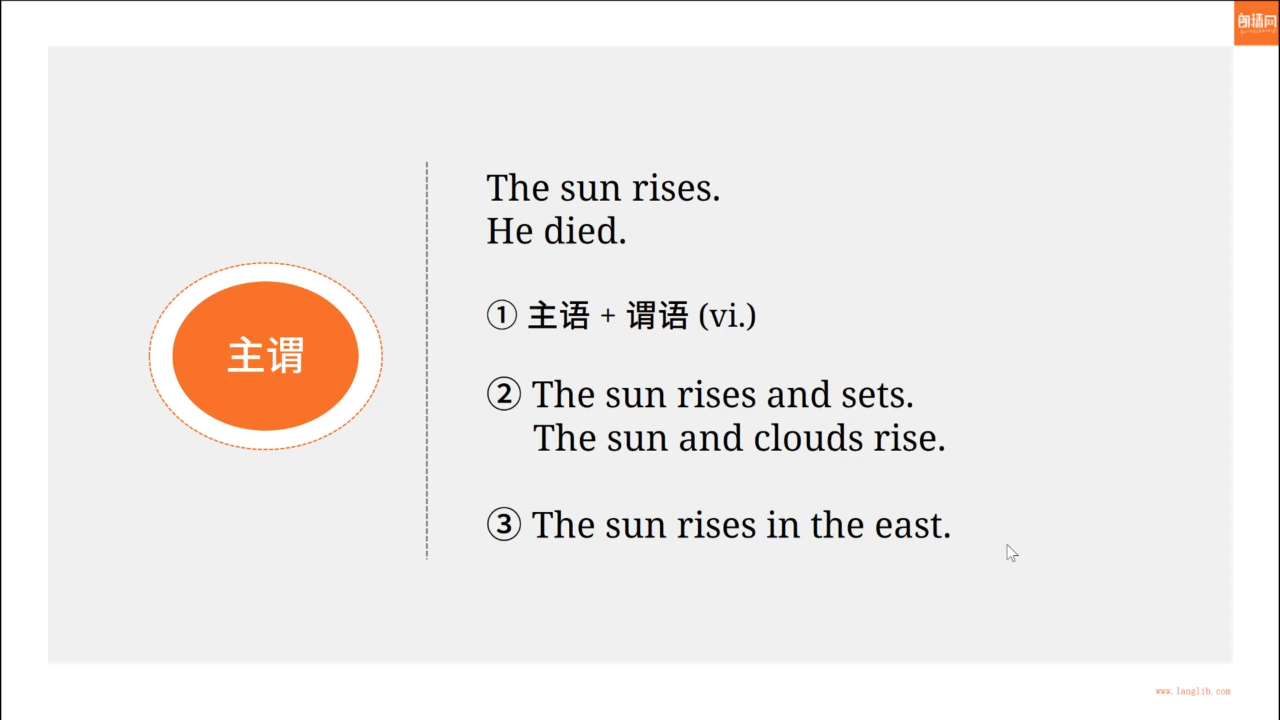 朗播网
主谓
The sun rises.
He died.
① 主语 + 谓语 (vi.)
② The sun rises and sets.
The sun and clouds rise.
③ The sun rises in the east.
www.langlib.com